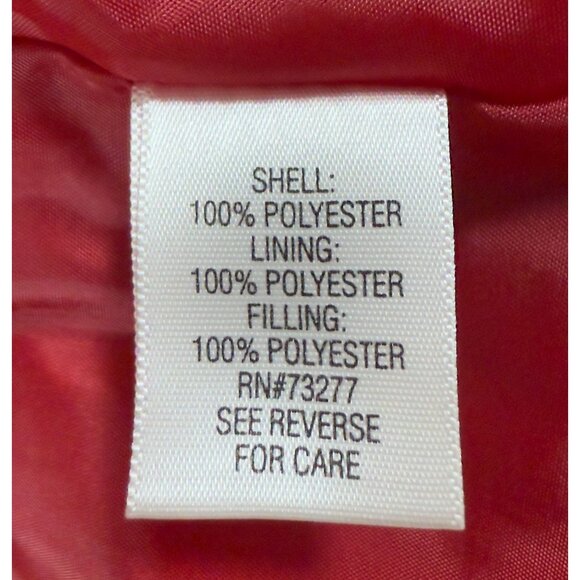 SHELL:
100% POLYESTER
LINING:
100% POLYESTER
FILLING:
100% POLYESTER
RN#73277
SEE REVERSE
FOR CARE